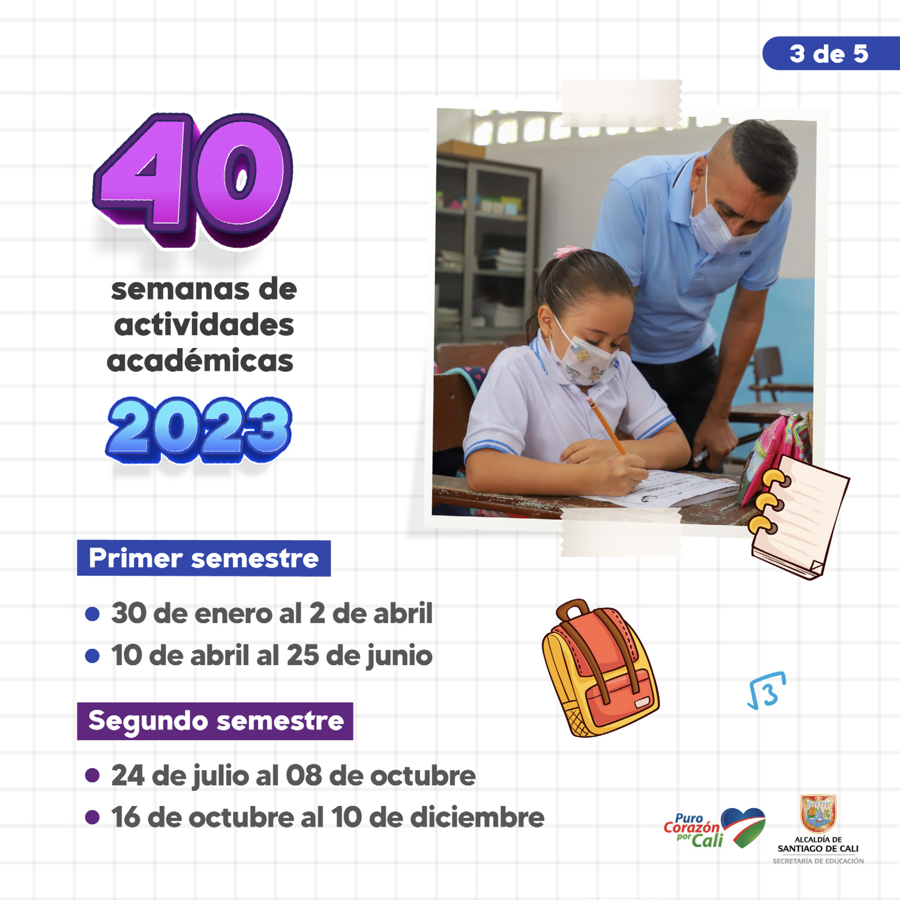 3 de 5
40
semanas de
actividades
académicas
2023
Primer semestre
30 de enero al 2 de abril
10 de abril al 25 de junio
Segundo semestre
24 de julio al 08 de octubre
16 de octubre al 10 de diciembre
√3
Puro
Corazón
por Cali
ALCALDÍA DE
SANTIAGO DE CALI
SECRETARÍA DE EDUCACIÓN